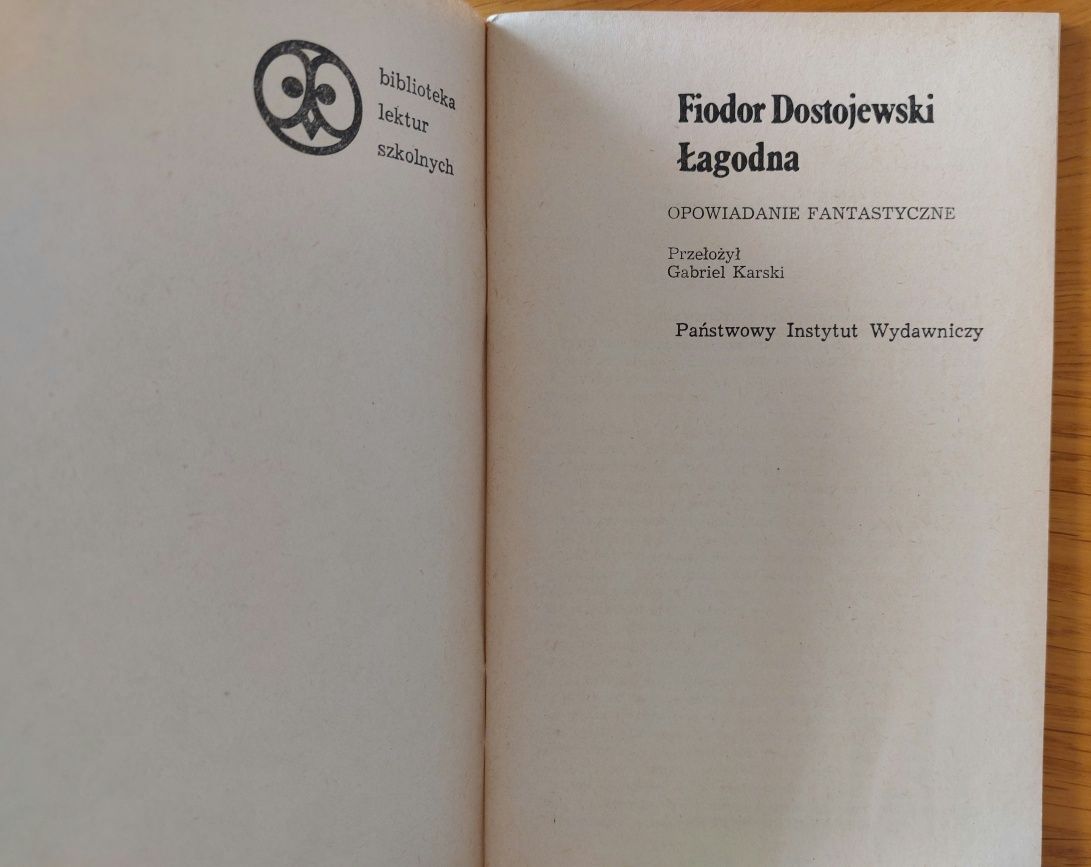 biblioteka
lektur
szkolnych
Fiodor Dostojewski
Łagodna
OPOWIADANIE FANTASTYCZNE
Przełożył
Gabriel Karski
Państwowy Instytut Wydawniczy